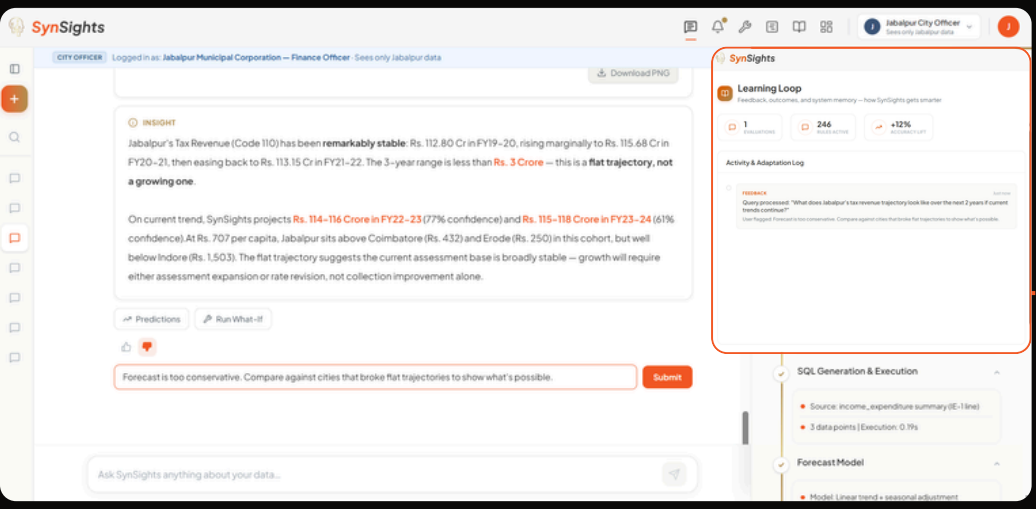 SynSights
Jabalpur City Officer
Sees only Jabalpur data
J
J
CITY OFFICER
Logged in as: Jabalpur Municipal Corporation — Finance Officer · Sees only Jabalpur data
Download PNG
INSIGHT
Jabalpur's Tax Revenue (Code 110) has been remarkably stable: Rs. 112.80 Cr in FY19-20, rising marginally to Rs. 115.68 Cr in
FY20-21, then easing back to Rs. 113.15 Cr in FY21-22. The 3-year range is less than Rs. 3 Crore — this is a flat trajectory, not
a growing one.
On current trend, SynSights projects Rs. 114-116 Crore in FY22-23 (77% confidence) and Rs. 115-118 Crore in FY23-24 (61%
confidence).At Rs. 707 per capita, Jabalpur sits above Coimbatore (Rs. 432) and Erode (Rs. 250) in this cohort, but well
below Indore (Rs. 1,503). The flat trajectory suggests the current assessment base is broadly stable — growth will require
either assessment expansion or rate revision, not collection improvement alone.
Predictions
Run What-If
Forecast is too conservative. Compare against cities that broke flat trajectories to show what's possible.
Submit
Ask SynSights anything about your data...
SynSights
Learning Loop
Feedback, outcomes, and system memory — how SynSights gets smarter
1
EVALUATIONS
246
RULES ACTIVE
+12%
ACCURACY LIFT
Activity & Adaptation Log
FEEDBACK
Query processed: "What does Jabalpur's tax revenue trajectory look like over the next 2 years if current
trends continue?"
User flagged: Forecast is too conservative. Compare against cities that broke flat trajectories to show what's possible.
SQL Generation & Execution
Source: income_expenditure summary (IE-1 line)
3 data points | Execution: 0.19s
Forecast Model
Model: Linear trend + seasonal adjustment